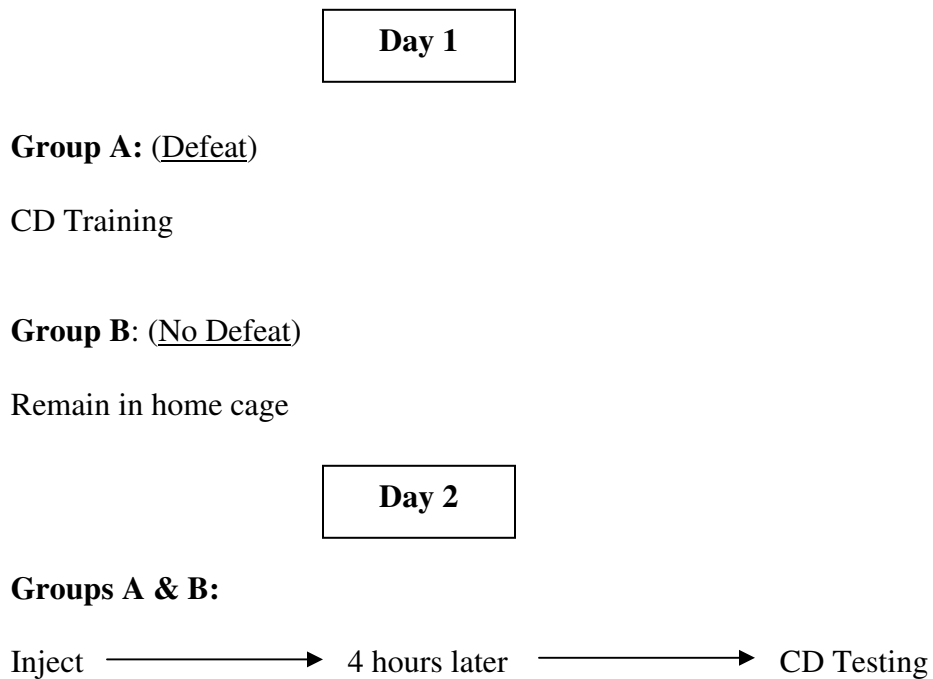 Day 1
Group A: (Defeat)
CD Training
Group B: (No Defeat)
Remain in home cage
Day 2
Groups A & B:
Inject 4 hours later CD Testing